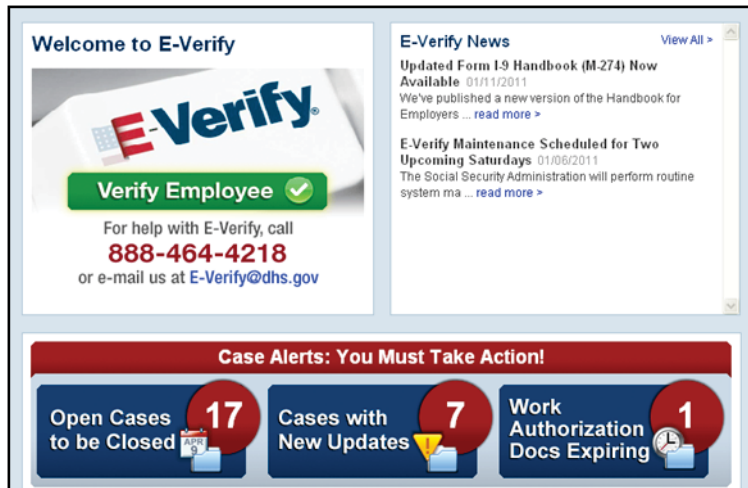 Welcome to E-Verify
E-Verify®
Verify Employee
For help with E-Verify, call
888-464-4218
or e-mail us at E-Verify@dhs.gov
E-Verify News
View All >
Updated Form I-9 Handbook (M-274) Now
Available 01/11/2011
We've published a new version of the Handbook for
Employers ... read more >
E-Verify Maintenance Scheduled for Two
Upcoming Saturdays 01/06/2011
The Social Security Administration will perform routine
system ma ... read more >
Case Alerts: You Must Take Action!
Open Cases
to be Closed
17
APR
9
Cases with
New Updates
7
Work
Authorization
Docs Expiring
1